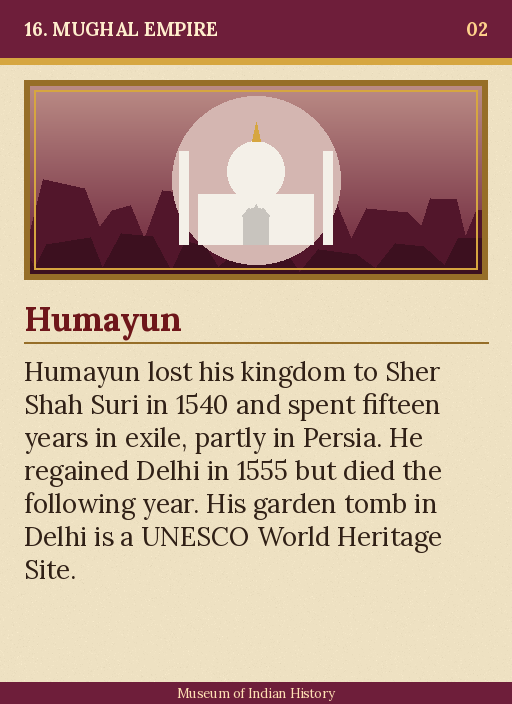 16. MUGHAL EMPIRE
02
Humayun
Humayun lost his kingdom to Sher
Shah Suri in 1540 and spent fifteen
years in exile, partly in Persia. He
regained Delhi in 1555 but died the
following year. His garden tomb in
Delhi is a UNESCO World Heritage
Site.
Museum of Indian History